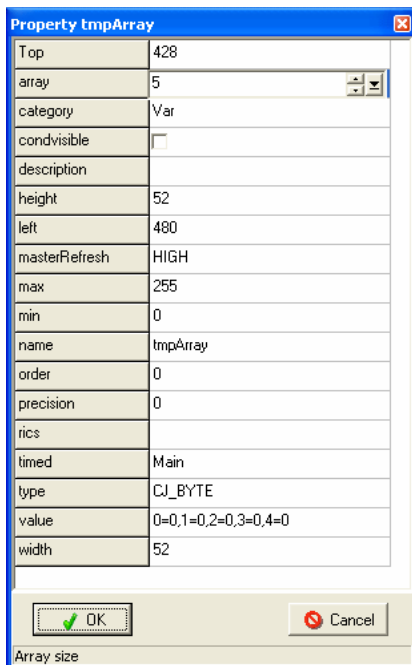 Property tmpArray
Top 428
array 5
category Var
condvisible
description
height 52
left 480
masterRefresh HIGH
max 255
min 0
name tmpArray
order 0
precision 0
rics
timed Main
type CJ_BYTE
value 0=0,1=0,2=0,3=0,4=0
width 52
OK Cancel
Array size